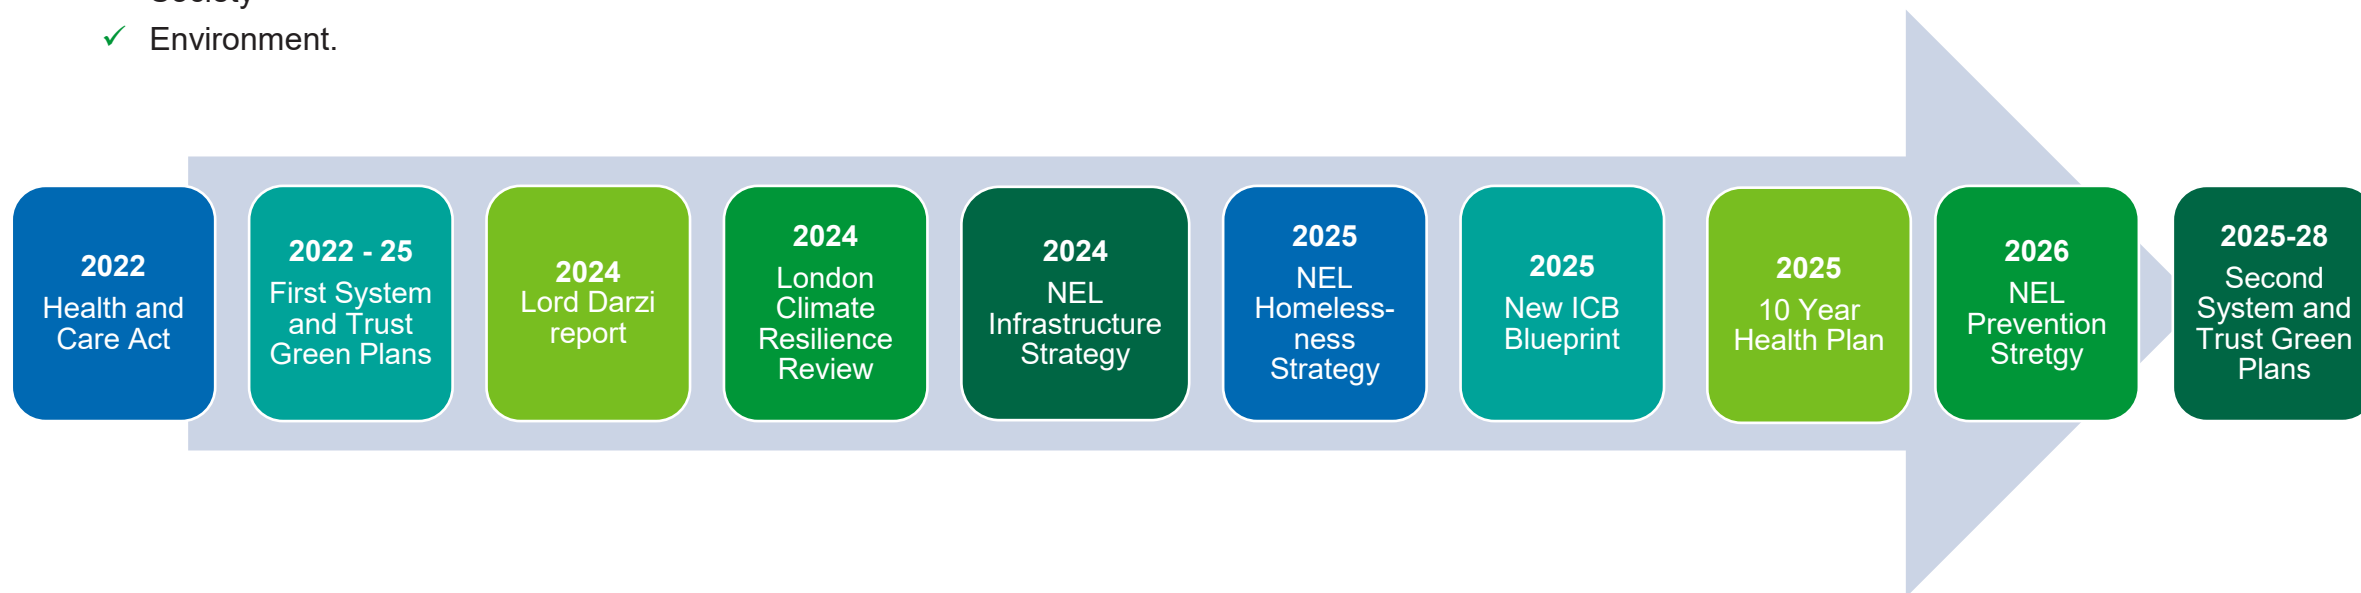 Society
✓ Environment.
2022
Health and
Care Act
2022 - 25
First System
and Trust
Green Plans
2024
Lord Darzi
report
2024
London
Climate
Resilience
Review
2024
NEL
Infrastructure
Strategy
2025
NEL
Homeless-
ness
Strategy
2025
New ICB
Blueprint
2025
10 Year
Health Plan
2026
NEL
Prevention
Stretgy
2025-28
Second
System and
Trust Green
Plans